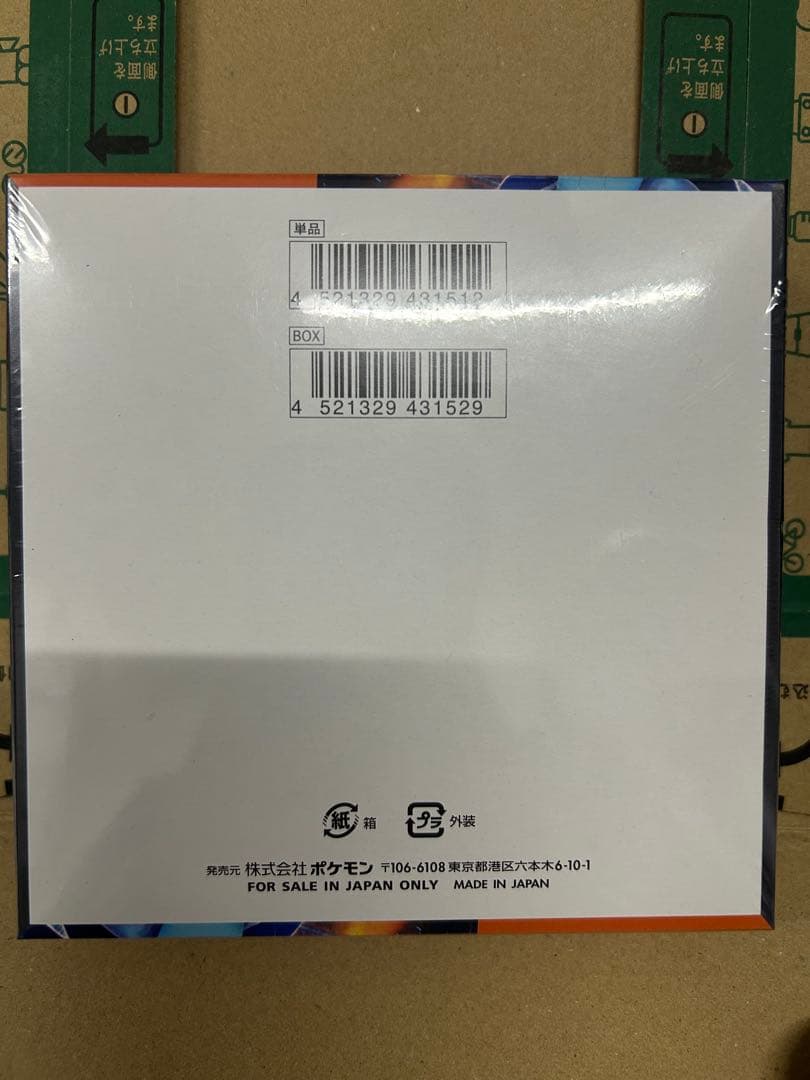 側面を
立ち上げ
ます。
側面を
立ち上げ
ます。
単品
4 521329 431512
BOX
4 521329 431529
紙 箱 プラ 外装
発売元 株式会社 ポケモン 〒106-6108 東京都港区六本木6-10-1
FOR SALE IN JAPAN ONLY MADE IN JAPAN